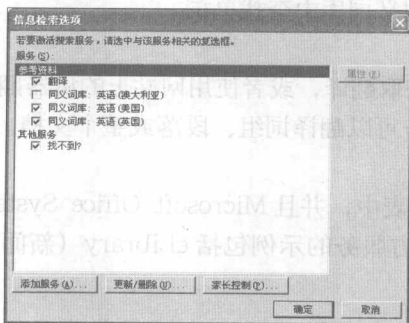 信息检索选项
若要激活搜索服务，请选中与该服务相关的复选框。
服务(S):
参考资料
属性(R)
翻译
同义词库: 英语(澳大利亚)
同义词库: 英语(美国)
同义词库: 英语(英国)
其他服务
找不到?
添加服务(A)...
更新/删除(U)...
家长控制(P)...
确定
取消